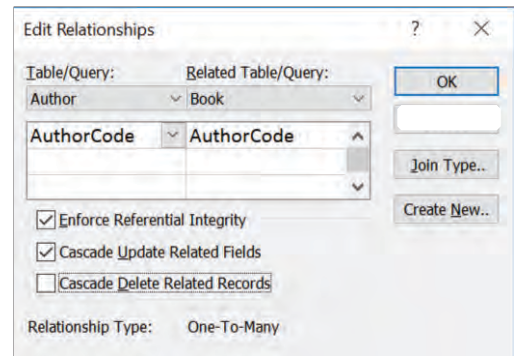 Edit Relationships ? ×
Table/Query: Related Table/Query:
Author Book
OK
AuthorCode AuthorCode
Join Type..
Create New..
Enforce Referential Integrity
Cascade Update Related Fields
Cascade Delete Related Records
Relationship Type: One-To-Many